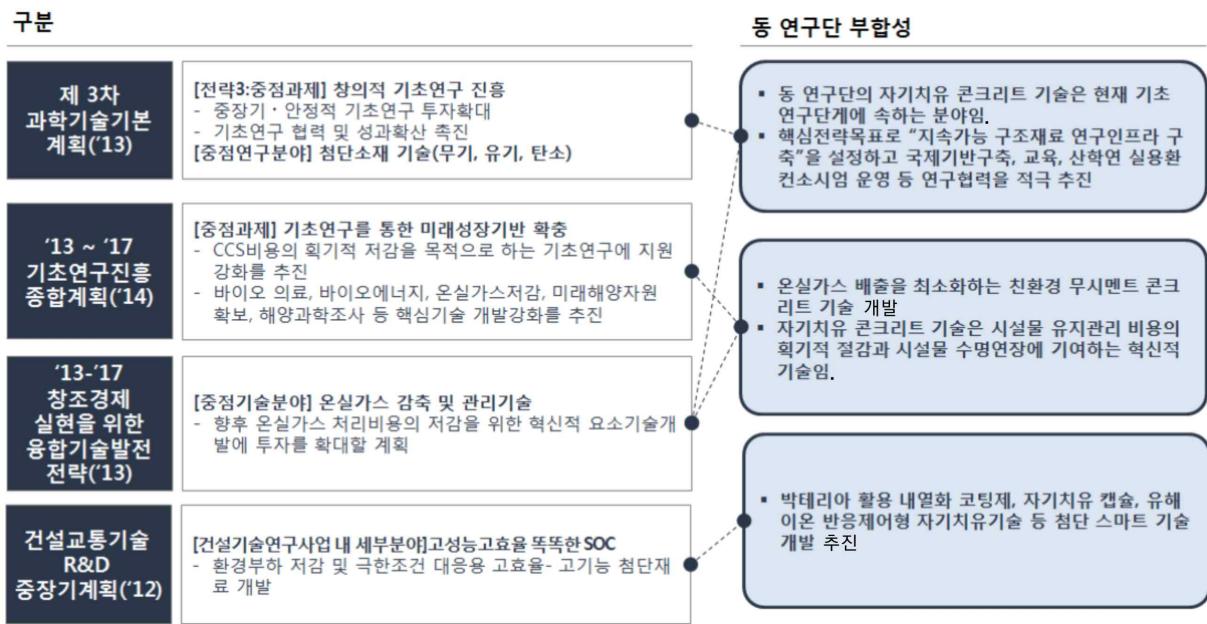 구분
동 연구단 부합성
제 3차
과학기술기본
계획(‘13)
[전략3:중점과제] 창의적 기초연구 진흥
- 중장기・안정적 기초연구 투자확대
- 기초연구 협력 및 성과확산 촉진
[중점연구분야] 첨단소재 기술(무기, 유기, 탄소)
▪ 동 연구단의 자기치유 콘크리트 기술은 현재 기초
연구단게에 속하는 분야임.
▪ 핵심전략목표로 “지속가능 구조재료 연구인프라 구
축”을 설정하고 국제기반구축, 교육, 산학연 실용환
컨소시엄 운영 등 연구협력을 적극 추진
‘13 ~ ‘17
기초연구진흥
종합계획(‘14)
[중점과제] 기초연구를 통한 미래성장기반 확충
- CCS비용의 획기적 저감을 목적으로 하는 기초연구에 지원
강화를 추진
- 바이오 의료, 바이오에너지, 온실가스저감, 미래해양자원
확보, 해양과학조사 등 핵심기술 개발강화를 추진
▪ 온실가스 배출을 최소화하는 친환경 무시멘트 콘크
리트 기술 개발
▪ 자기치유 콘크리트 기술은 시설물 유지관리 비용의
획기적 절감과 시설물 수명연장에 기여하는 혁신적
기술임.
‘13-‘17
창조경제
실현을 위한
융합기술발전
전략(‘13)
[중점기술분야] 온실가스 감축 및 관리기술
- 향후 온실가스 처리비용의 저감을 위한 혁신적 요소기술개
발에 투자를 확대할 계획
건설교통기술
R&D
중장기계획(‘12)
[건설기술연구사업 내 세부분야]고성능고효율 똑똑한 SOC
- 환경부하 저감 및 극한조건 대응용 고효율- 고기능 첨단재
료 개발
▪ 박테리아 활용 내열화 코팅제, 자기치유 캡슐, 유해
이온 반응제어형 자기치유기술 등 첨단 스마트 기술
개발 추진